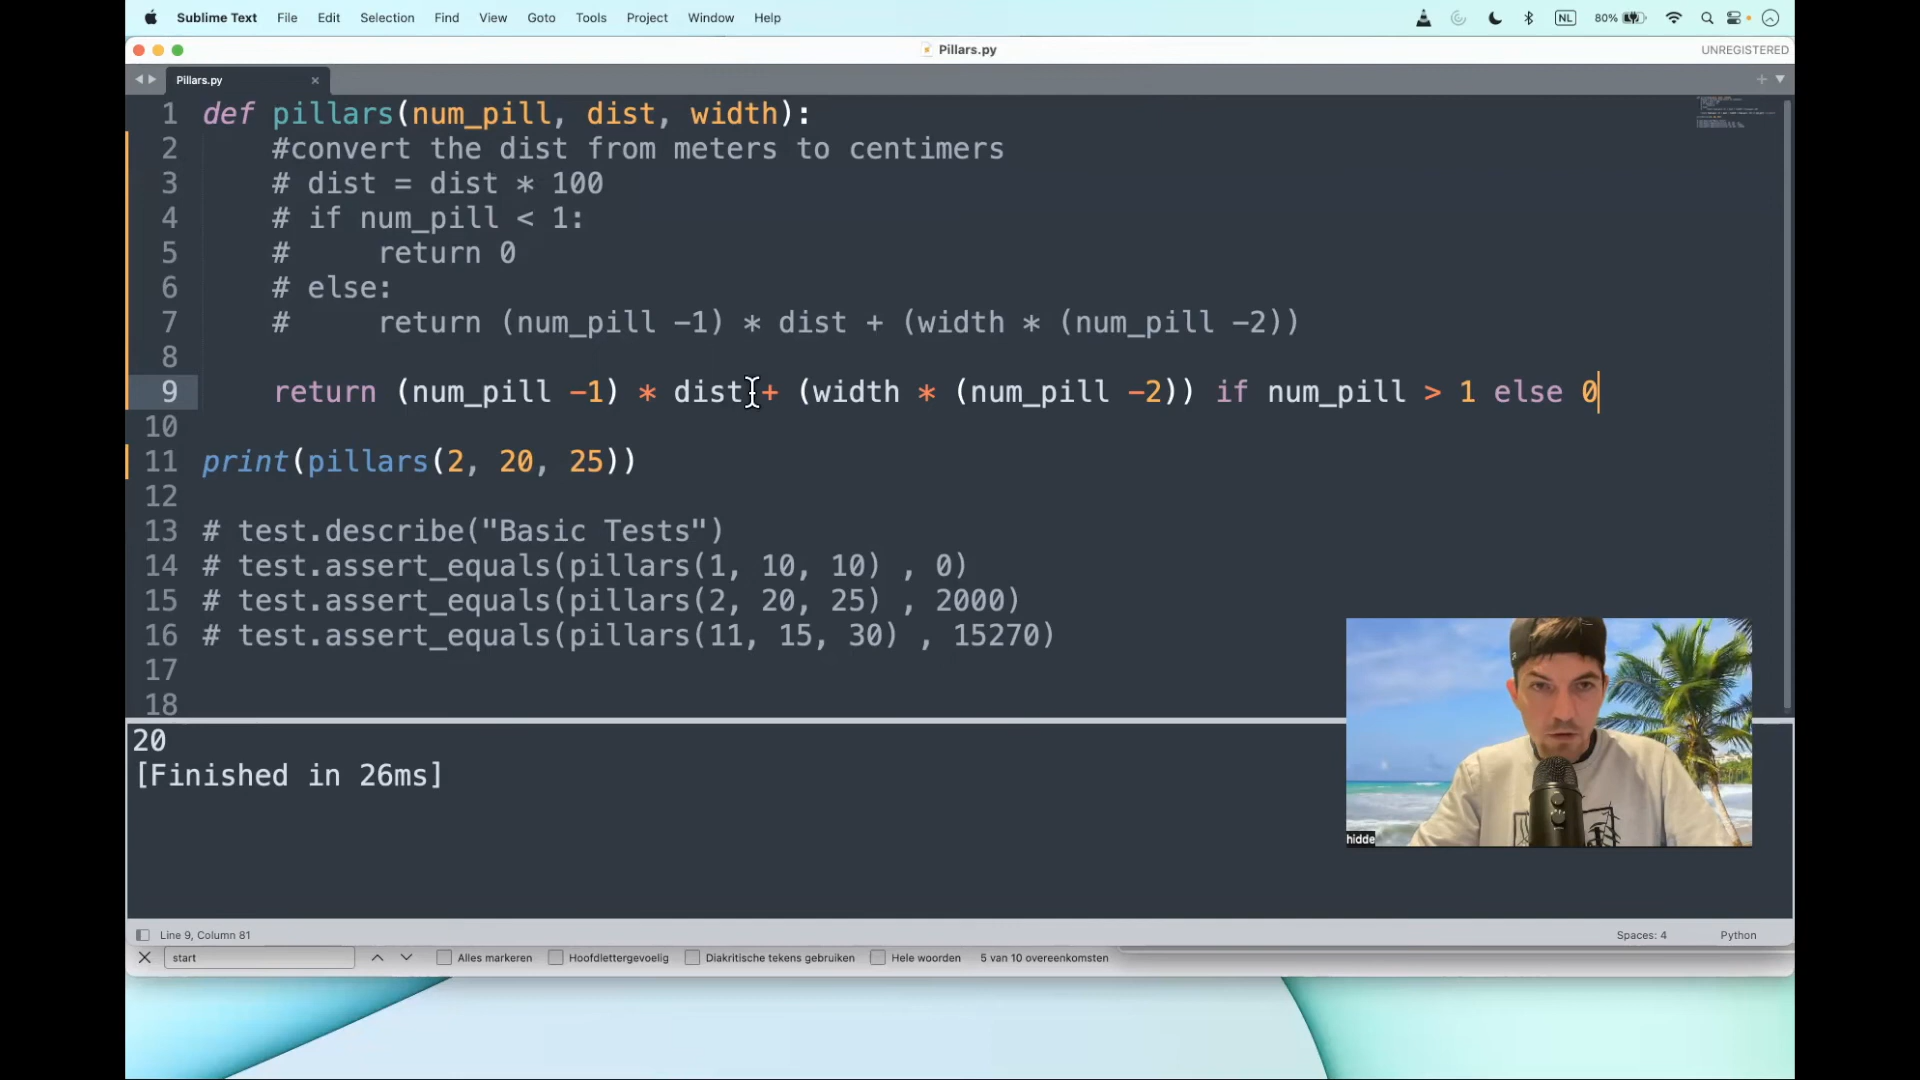 Sublime Text File Edit Selection Find View Goto Tools Project Window Help NL 80%
Pillars.py UNREGISTERED
Pillars.py
1 def pillars(num_pill, dist, width):
2 #convert the dist from meters to centimers
3 # dist = dist * 100
4 # if num_pill < 1:
5 # return 0
6 # else:
7 # return (num_pill -1) * dist + (width * (num_pill -2))
8
9 return (num_pill -1) * dist + (width * (num_pill -2)) if num_pill > 1 else 0
10
11 print(pillars(2, 20, 25))
12
13 # test.describe("Basic Tests")
14 # test.assert_equals(pillars(1, 10, 10) , 0)
15 # test.assert_equals(pillars(2, 20, 25) , 2000)
16 # test.assert_equals(pillars(11, 15, 30) , 15270)
17
18
20
[Finished in 26ms]
hidde
Line 9, Column 81 Spaces: 4 Python
start Alles markeren Hoofdlettergevoelig Diakritische tekens gebruiken Hele woorden 5 van 10 overeenkomsten